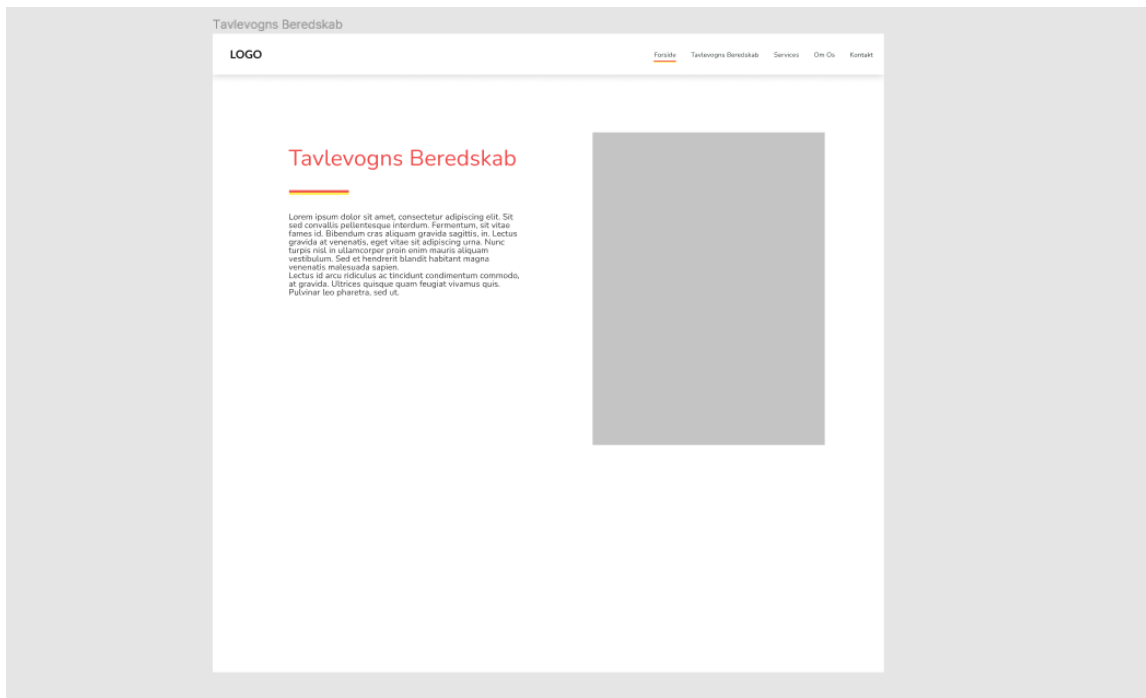 Tavlevogns Beredskab
LOGO
Forside Tavlevogns Beredskab Services Om Os Kontakt
Tavlevogns Beredskab
Lorem ipsum dolor sit amet, consectetur adipiscing elit. Sit
sed convallis pellentesque interdum. Fermentum, sit vitae
fames id. Bibendum cras aliquam gravida sagittis, in. Lectus
gravida at venenatis, eget vitae sit adipiscing urna. Nunc
turpis nisl in ullamcorper proin enim mauris aliquam
vestibulum. Sed et hendrerit blandit habitant magna
venenatis malesuada sapien.
Lectus id arcu ridiculus ac tincidunt condimentum commodo,
at gravida. Ultrices quisque quam feugiat vivamus quis.
Pulvinar leo pharetra, sed ut.